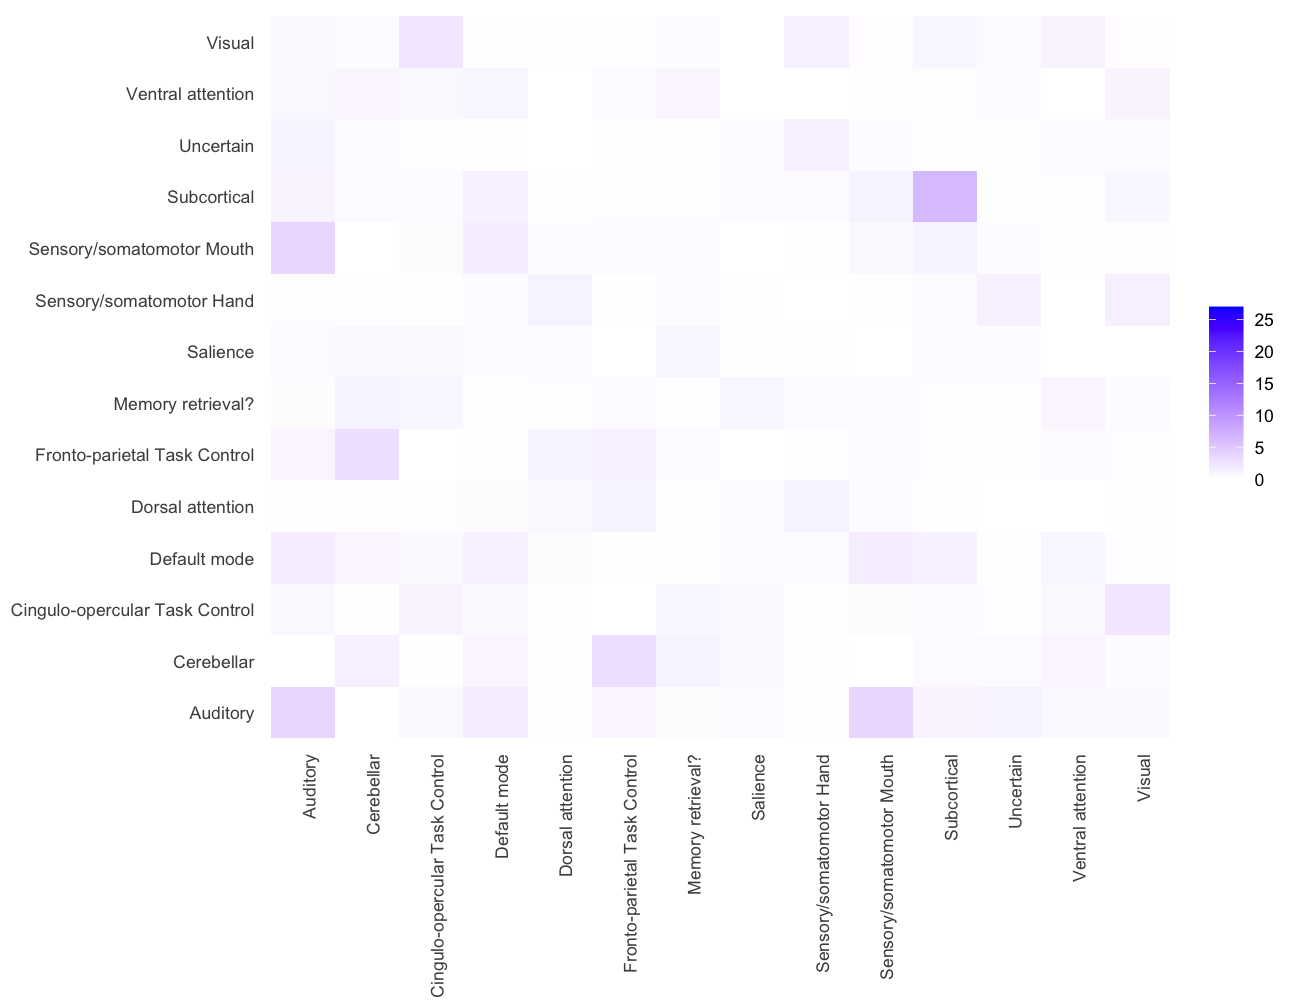 Visual
Ventral attention
Uncertain
Subcortical
Sensory/somatomotor Mouth
Sensory/somatomotor Hand
Salience
Memory retrieval?
Fronto-parietal Task Control
Dorsal attention
Default mode
Cingulo-opercular Task Control
Cerebellar
Auditory
Auditory
Cerebellar
Cingulo-opercular Task Control
Default mode
Dorsal attention
Fronto-parietal Task Control
Memory retrieval?
Salience
Sensory/somatomotor Hand
Sensory/somatomotor Mouth
Subcortical
Uncertain
Ventral attention
Visual
25
20
15
10
5
0